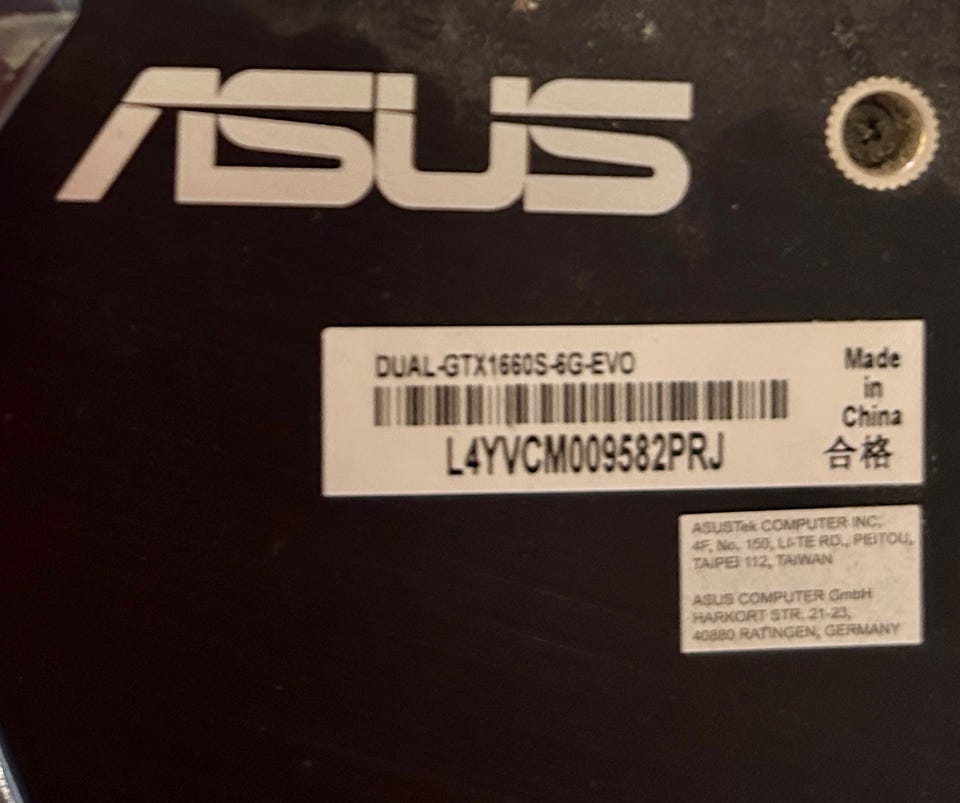 ASUS
DUAL-GTX1660S-6G-EVO
L4YVCM009582PRJ
Made
in
China
合格
ASUSTek COMPUTER INC.
4F, No. 150, LI-TE RD., PEITOU,
TAIPEI 112, TAIWAN
ASUS COMPUTER GmbH
HARKORT STR. 21-23,
40880 RATINGEN, GERMANY